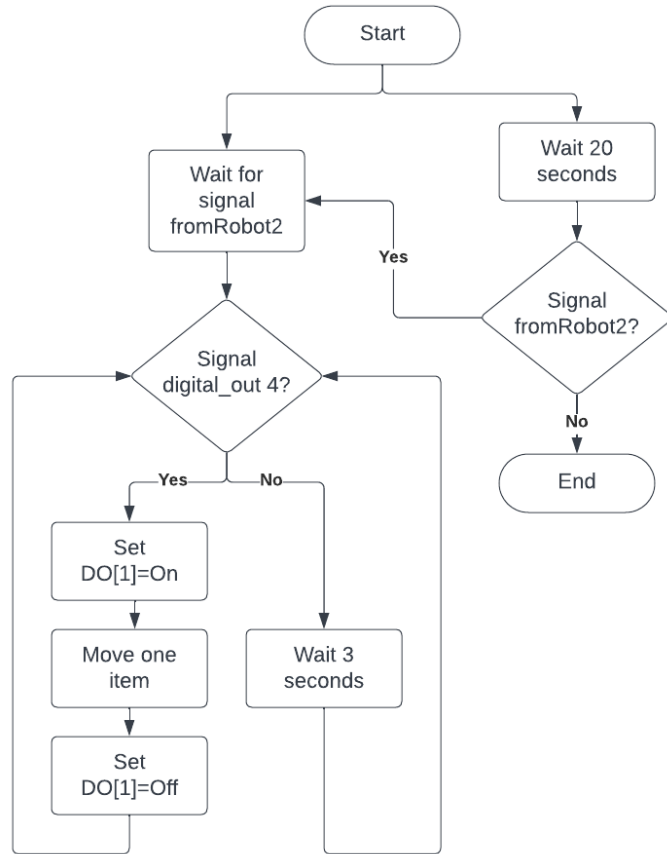 Start
Wait for
signal
fromRobot2
Wait 20
seconds
Yes
Signal
fromRobot2?
No
End
Signal
digital_out 4?
Yes
No
Set
DO[1]=On
Move one
item
Set
DO[1]=Off
Wait 3
seconds